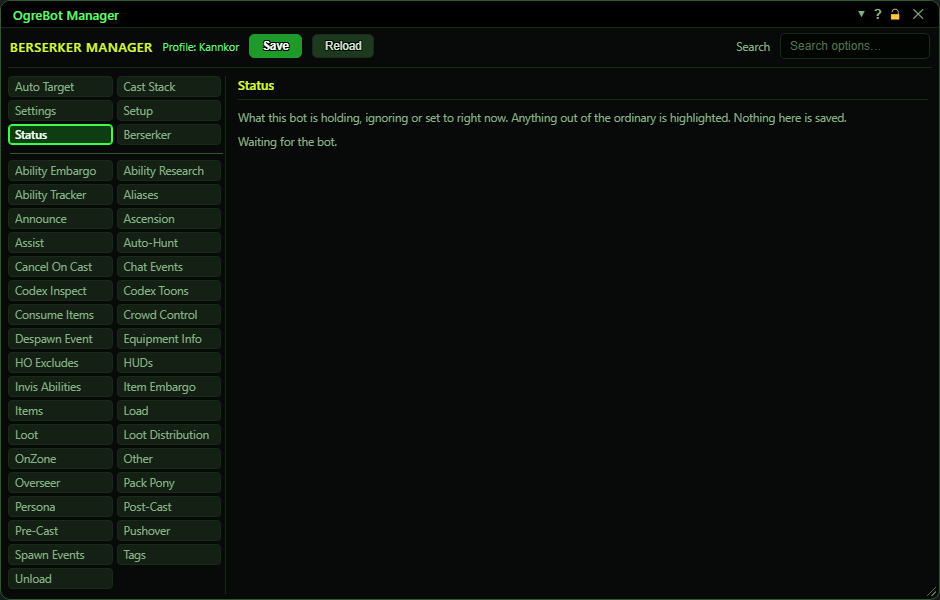 OgreBot Manager
BERSERKER MANAGER Profile: Kannkor Save Reload Search Search options...
Auto Target Cast Stack
Settings Setup
Status Berserker
Ability Embargo Ability Research
Ability Tracker Aliases
Announce Ascension
Assist Auto-Hunt
Cancel On Cast Chat Events
Codex Inspect Codex Toons
Consume Items Crowd Control
Despawn Event Equipment Info
HO Excludes HUDs
Invis Abilities Item Embargo
Items Load
Loot Loot Distribution
OnZone Other
Overseer Pack Pony
Persona Post-Cast
Pre-Cast Pushover
Spawn Events Tags
Unload
Status
What this bot is holding, ignoring or set to right now. Anything out of the ordinary is highlighted. Nothing here is saved.
Waiting for the bot.